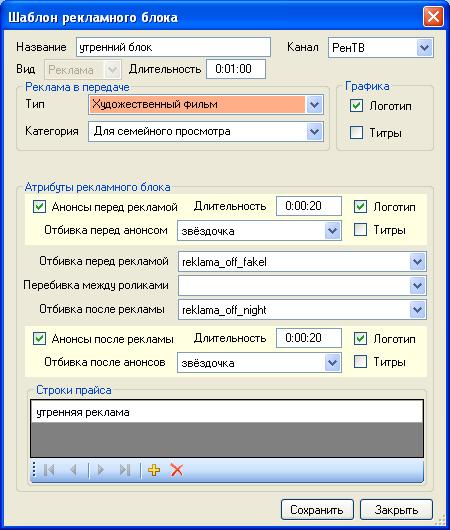 Шаблон рекламного блока
Название утренний блок Канал РенТВ
Вид Реклама Длительность 0:01:00
Реклама в передаче Графика
Тип Художественный фильм Логотип
Категория Для семейного просмотра Титры
Атрибуты рекламного блока
Анонсы перед рекламой Длительность 0:00:20 Логотип
Отбивка перед анонсом звёздочка Титры
Отбивка перед рекламой reklama_off_fakel
Перебивка между роликами
Отбивка после рекламы reklama_off_night
Анонсы после рекламы Длительность 0:00:20 Логотип
Отбивка после анонсов звёздочка Титры
Строки прайса
утренняя реклама
Сохранить Закрыть